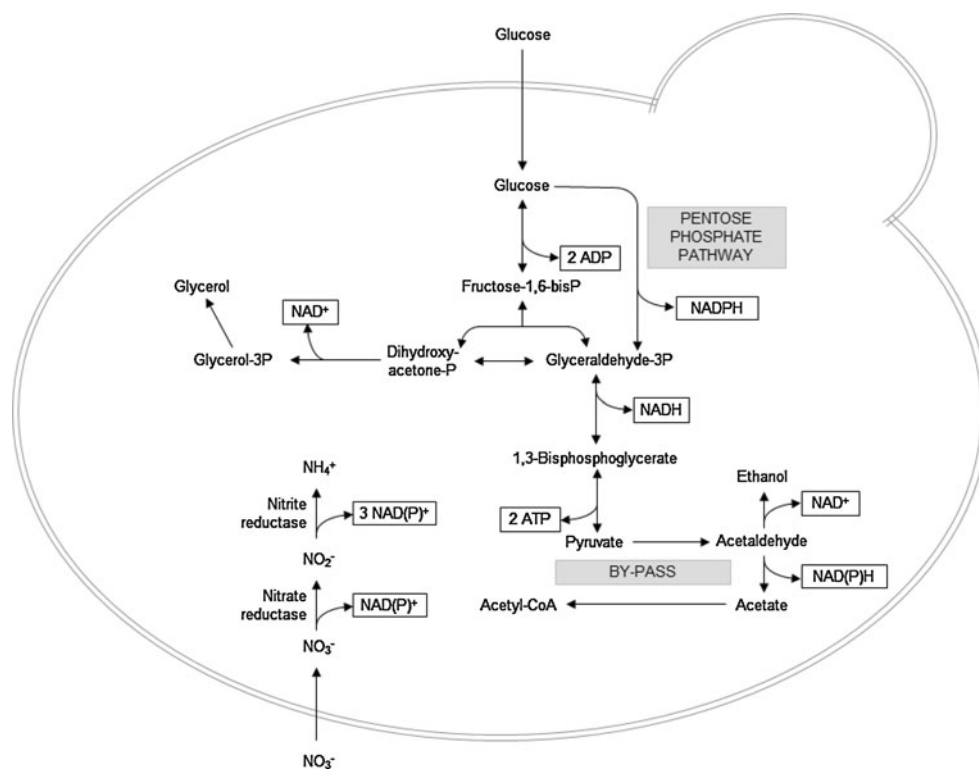 Glucose
Glucose
PENTOSE
PHOSPHATE
PATHWAY
2 ADP
Fructose-1,6-bisP
Glycerol
NAD⁺
NADPH
Glycerol-3P
Dihydroxy-
acetone-P
Glyceraldehyde-3P
NADH
1,3-Bisphosphoglycerate
NH₄⁺
Ethanol
Nitrite
reductase
3 NAD(P)⁺
2 ATP
NAD⁺
Pyruvate
Acetaldehyde
NO₂⁻
BY-PASS
NAD(P)H
Nitrate
reductase
NAD(P)⁺
Acetyl-CoA
Acetate
NO₃⁻
NO₃⁻